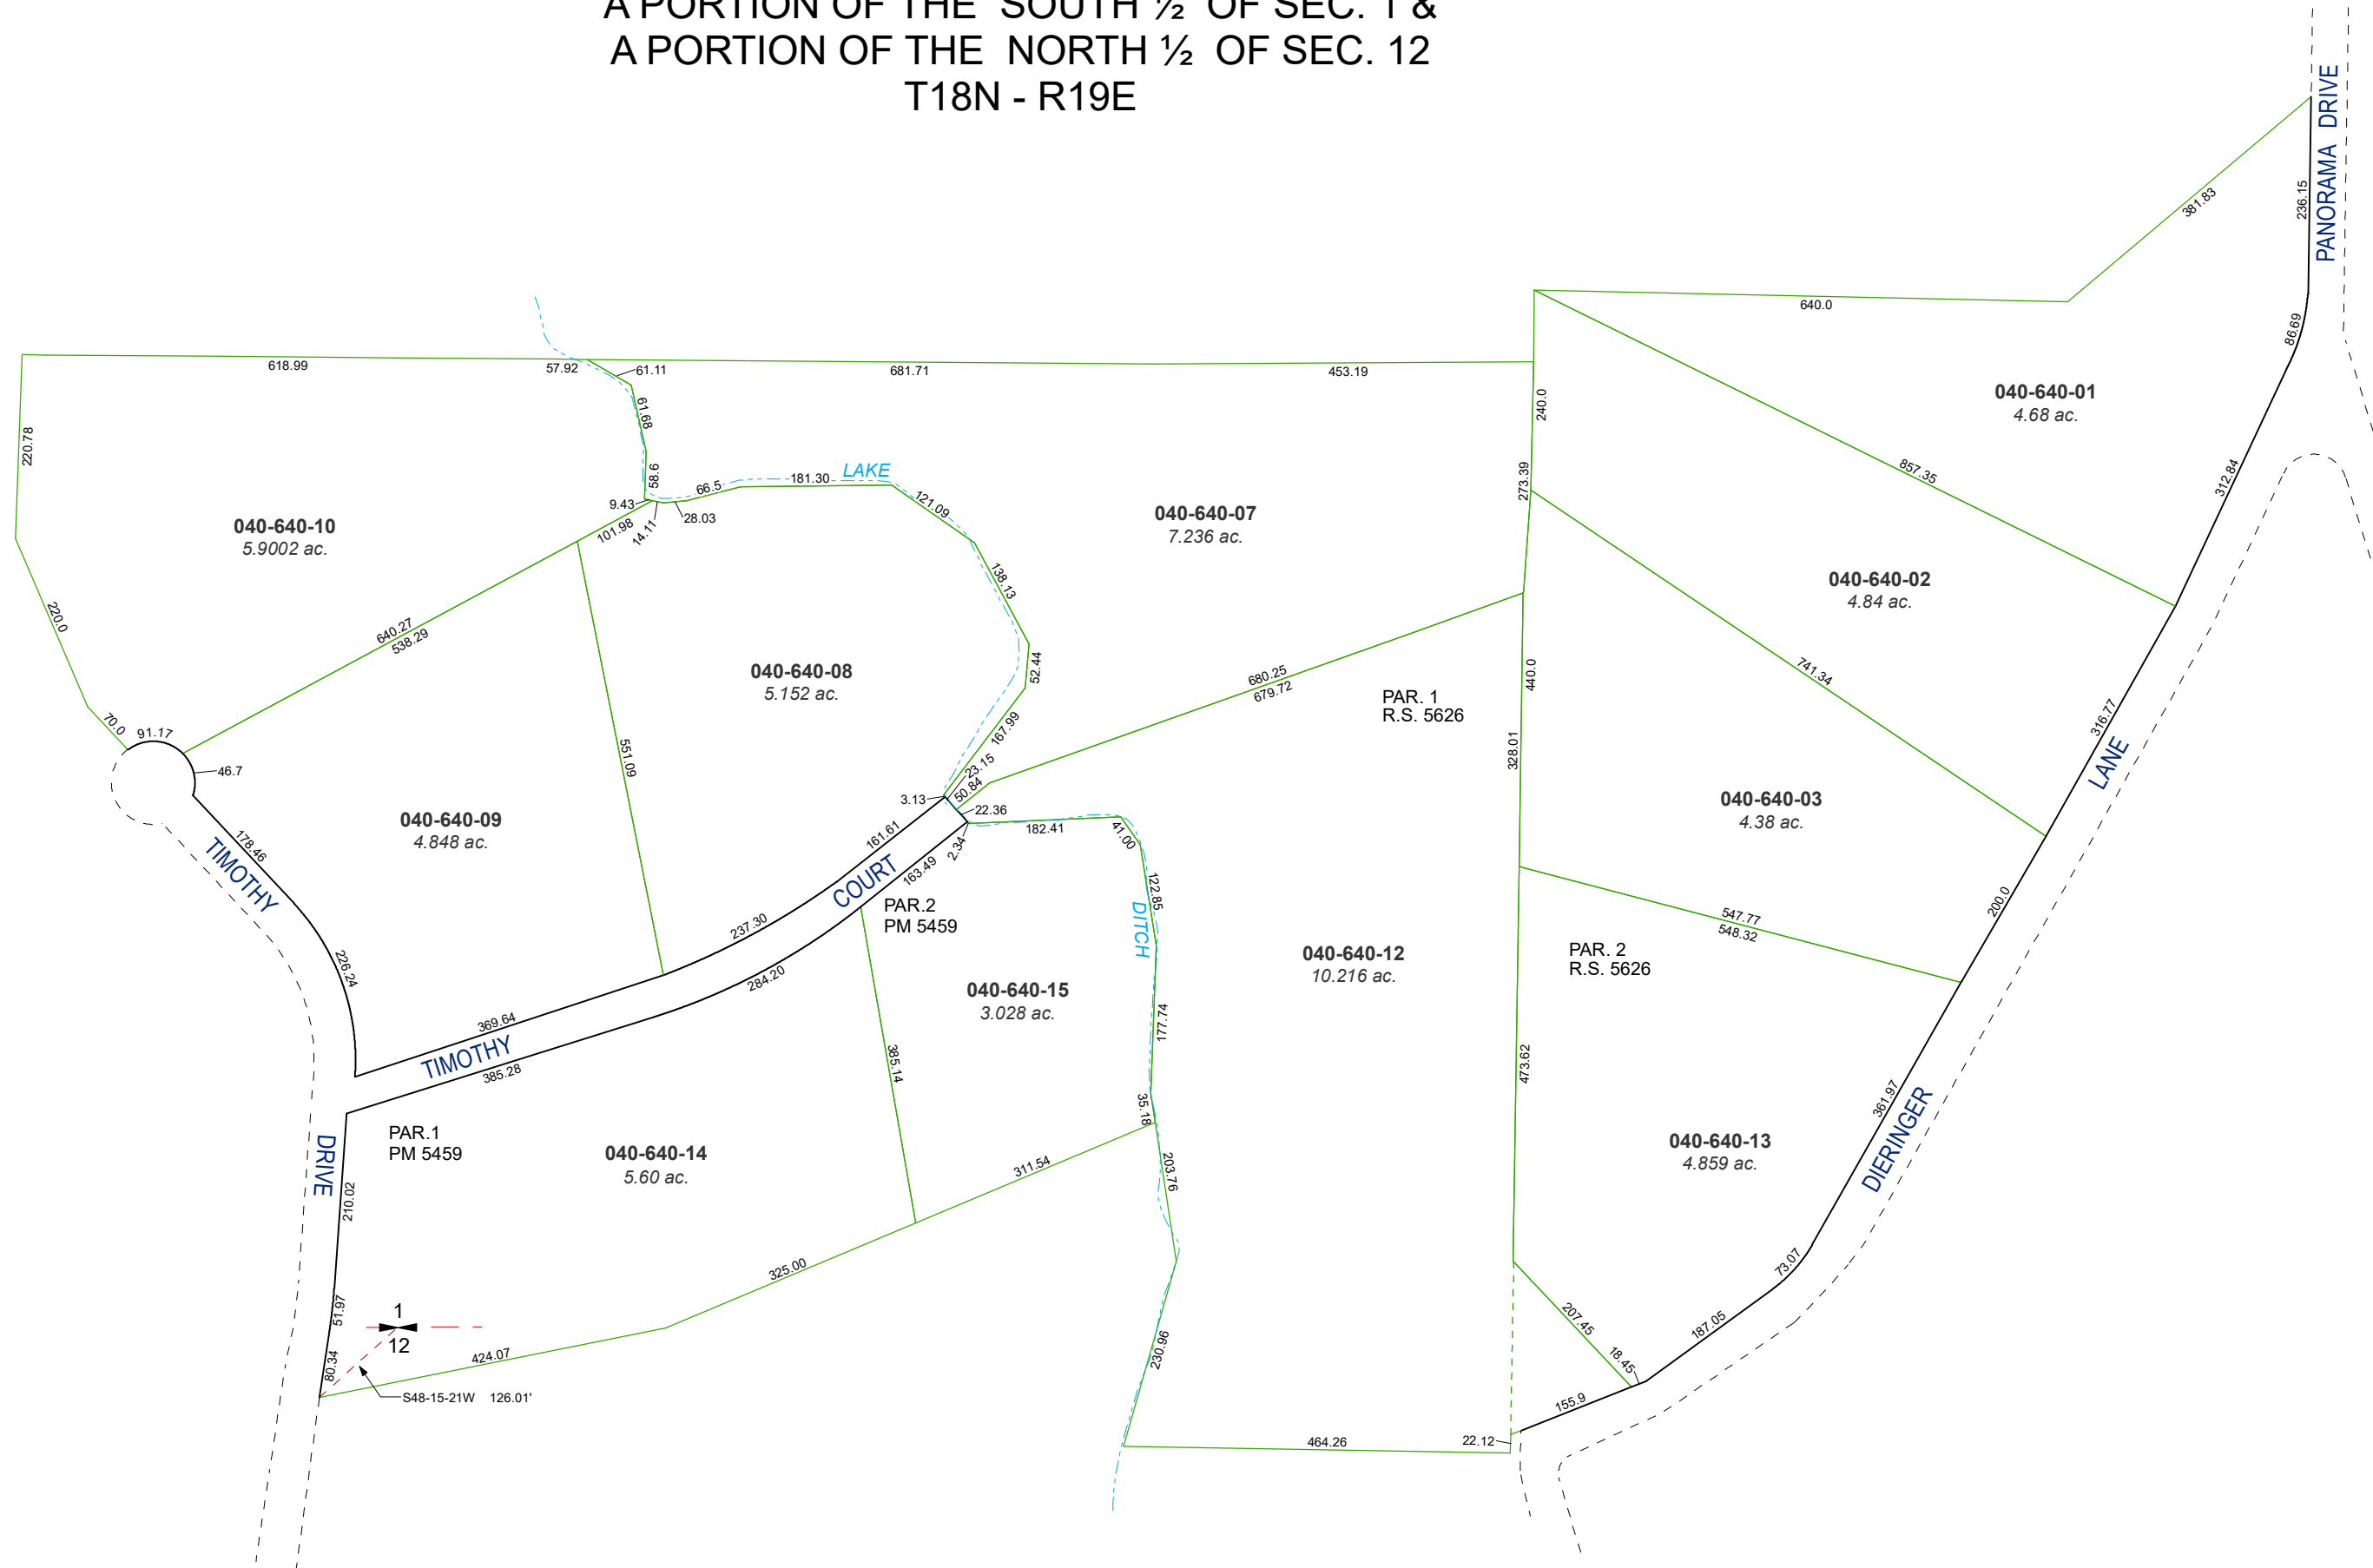 A PORTION OF THE SOUTH ½ OF SEC. 1 &
A PORTION OF THE NORTH ½ OF SEC. 12
T18N - R19E
PANORAMA DRIVE
381.83
236.15
640.0
86.69
618.99
57.92
61.11
681.71
453.19
240.0
040-640-01
4.68 ac.
61.68
220.78
58.6
LAKE
181.30
66.5
857.35
273.39
312.84
9.43
121.09
28.03
14.11
101.98
040-640-10
5.9002 ac.
040-640-07
7.236 ac.
040-640-02
4.84 ac.
138.13
220.0
640.27
538.29
040-640-08
5.152 ac.
52.44
680.25
679.72
440.0
741.34
PAR. 1
R.S. 5626
70.0
91.17
167.99
316.77
LANE
328.01
551.09
46.7
23.15
50.84
3.13
22.36
040-640-03
4.38 ac.
040-640-09
4.848 ac.
178.46
TIMOTHY
161.61
182.41
41.00
2.34
163.49
COURT
122.85
DITCH
PAR.2
PM 5459
200.0
547.77
548.32
237.30
226.24
284.20
040-640-12
10.216 ac.
PAR. 2
R.S. 5626
040-640-15
3.028 ac.
369.64
TIMOTHY
385.28
177.74
385.14
473.62
361.97
35.18
DIERINGER
PAR.1
PM 5459
040-640-14
5.60 ac.
040-640-13
4.859 ac.
DRIVE
311.54
203.76
210.02
325.00
73.07
51.97
1
12
207.45
187.05
230.96
424.07
80.34
18.45
S48-15-21W 126.01'
155.9
464.26
22.12